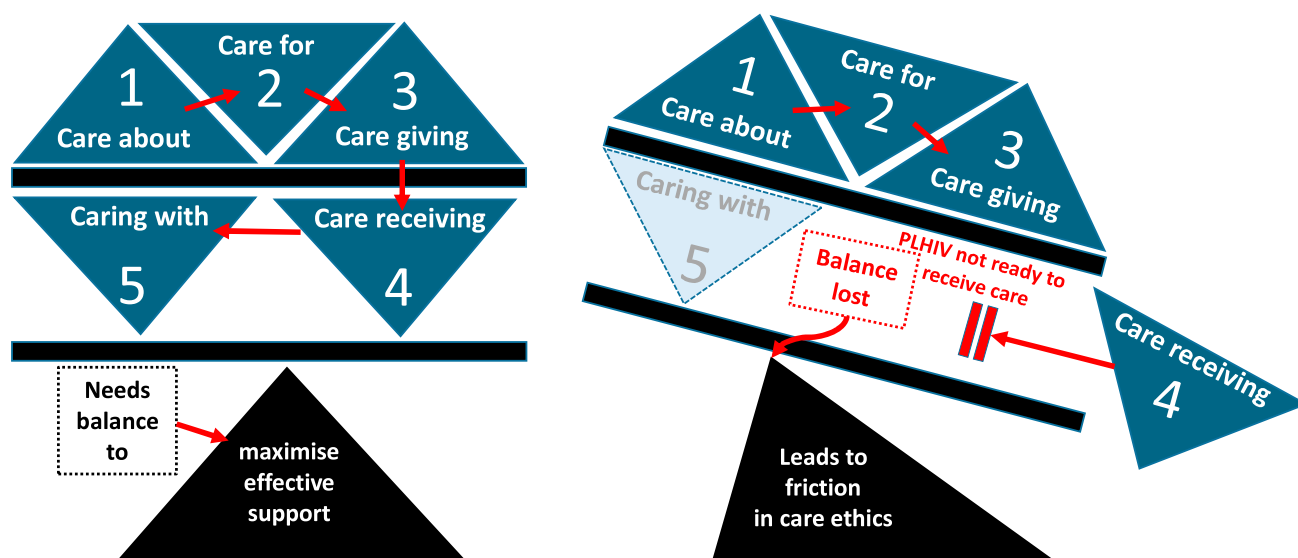 Care for
2
1
Care about
3
Care giving
Caring with
5
Care receiving
4
Needs
balance
to
maximise
effective
support
Care for
2
1
Care about
3
Care giving
Caring with
5
Balance
lost
PLHIV not ready to
receive care
Care receiving
4
Leads to
friction
in care ethics